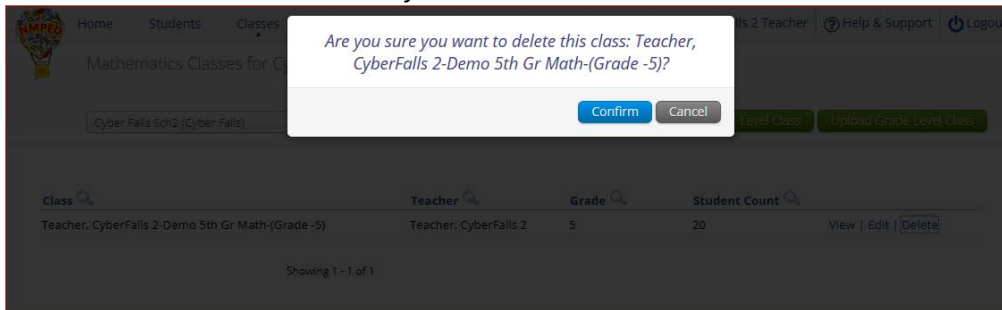 NMPED
Home Students Classes
lls 2 Teacher Help & Support Logou
Are you sure you want to delete this class: Teacher,
CyberFalls 2-Demo 5th Gr Math-(Grade -5)?
Mathematics Classes for C
Confirm Cancel
Cyber Falls Sch2 (Cyber Falls)
Level Class Upload Grade Level Class
Class Teacher Grade Student Count
Teacher, CyberFalls 2-Demo 5th Gr Math-(Grade -5) Teacher, CyberFalls 2 5 20 View | Edit | Delete
Showing 1 - 1 of 1